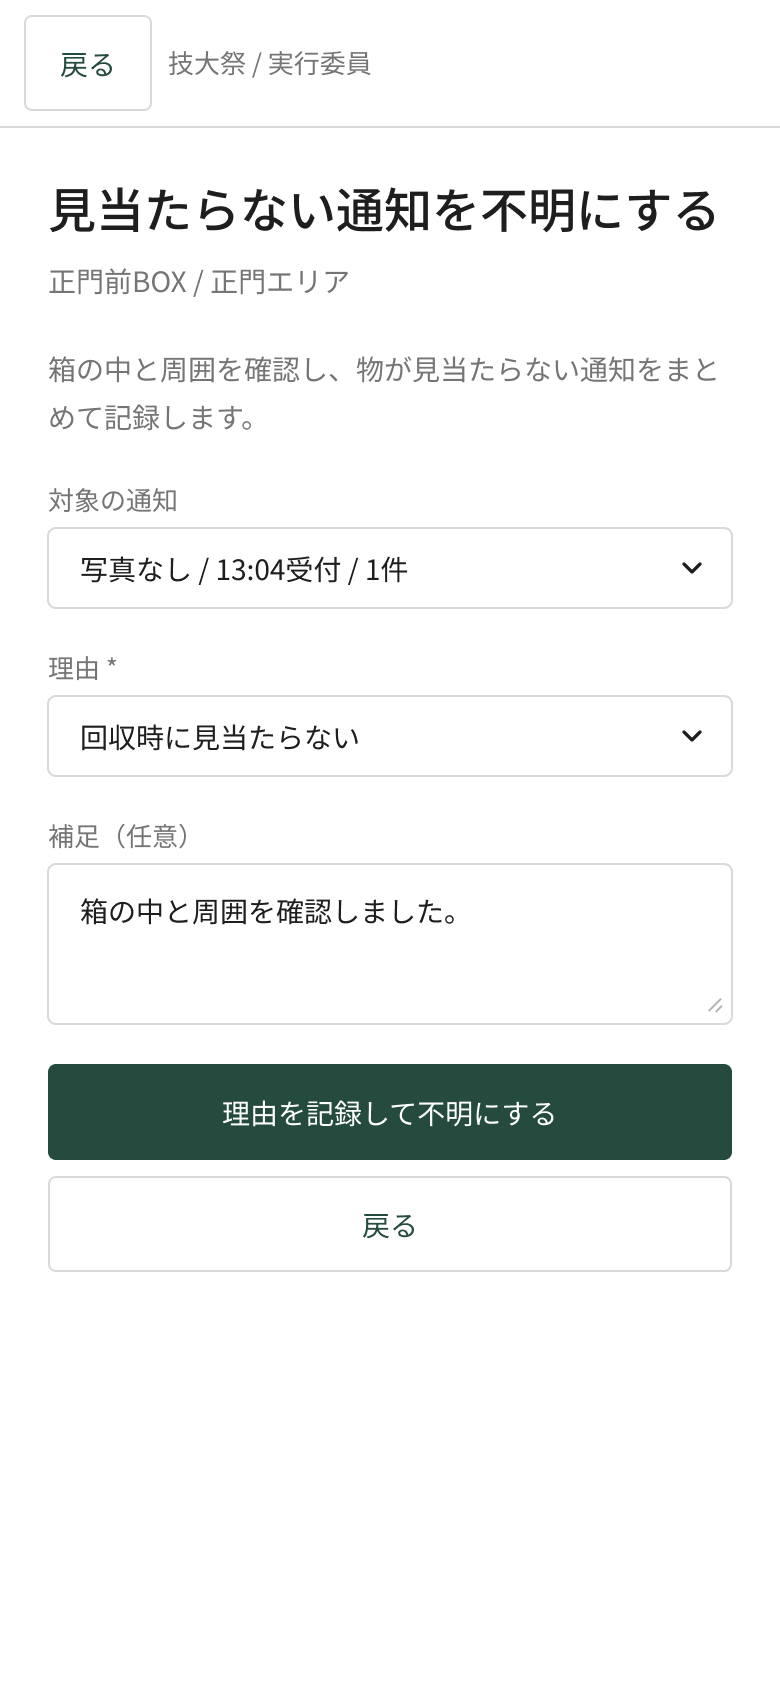 戻る
技大祭 / 実行委員
見当たらない通知を不明にする
正門前BOX / 正門エリア
箱の中と周囲を確認し、物が見当たらない通知をまと
めて記録します。
対象の通知
写真なし / 13:04受付 / 1件
理由 *
回収時に見当たらない
補足（任意）
箱の中と周囲を確認しました。
理由を記録して不明にする
戻る